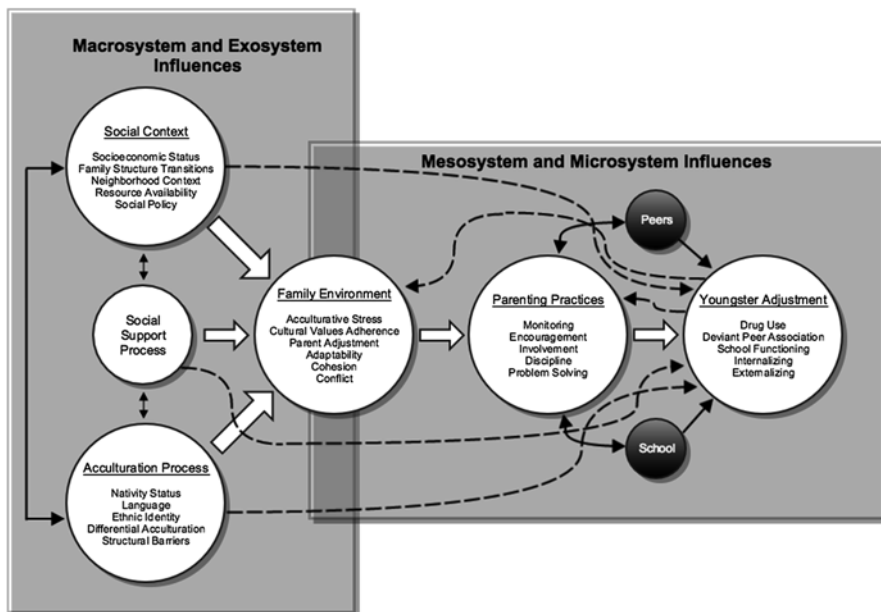 Macrosystem and Exosystem
Influences
Social Context
Socioeconomic Status
Family Structure Transitions
Neighborhood Context
Resource Availability
Social Policy
Social
Support
Process
Acculturation Process
Nativity Status
Language
Ethnic Identity
Differential Acculturation
Structural Barriers
Family Environment
Acculturative Stress
Cultural Values Adherence
Parent Adjustment
Adaptability
Cohesion
Conflict
Mesosystem and Microsystem Influences
Peers
Parenting Practices
Monitoring
Encouragement
Involvement
Discipline
Problem Solving
School
Youngster Adjustment
Drug Use
Deviant Peer Association
School Functioning
Internalizing
Externalizing